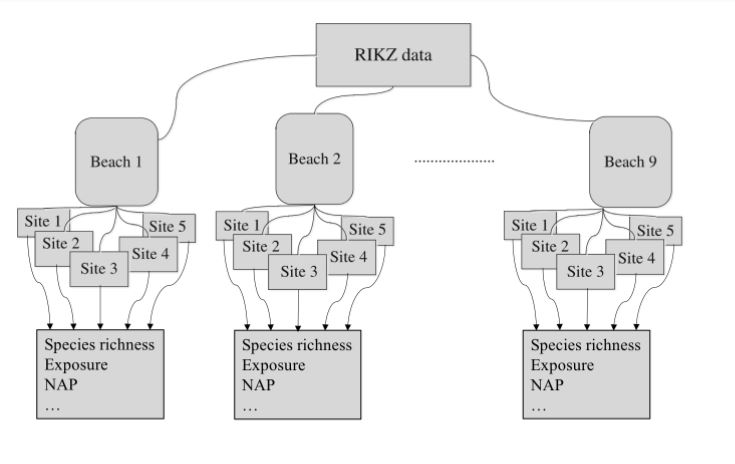 RIKZ data
Beach 1
Beach 2
Beach 9
Site 1
Site 2
Site 3
Site 4
Site 5
Site 1
Site 2
Site 3
Site 4
Site 5
Site 1
Site 2
Site 3
Site 4
Site 5
Species richness
Exposure
NAP
…
Species richness
Exposure
NAP
…
Species richness
Exposure
NAP
…